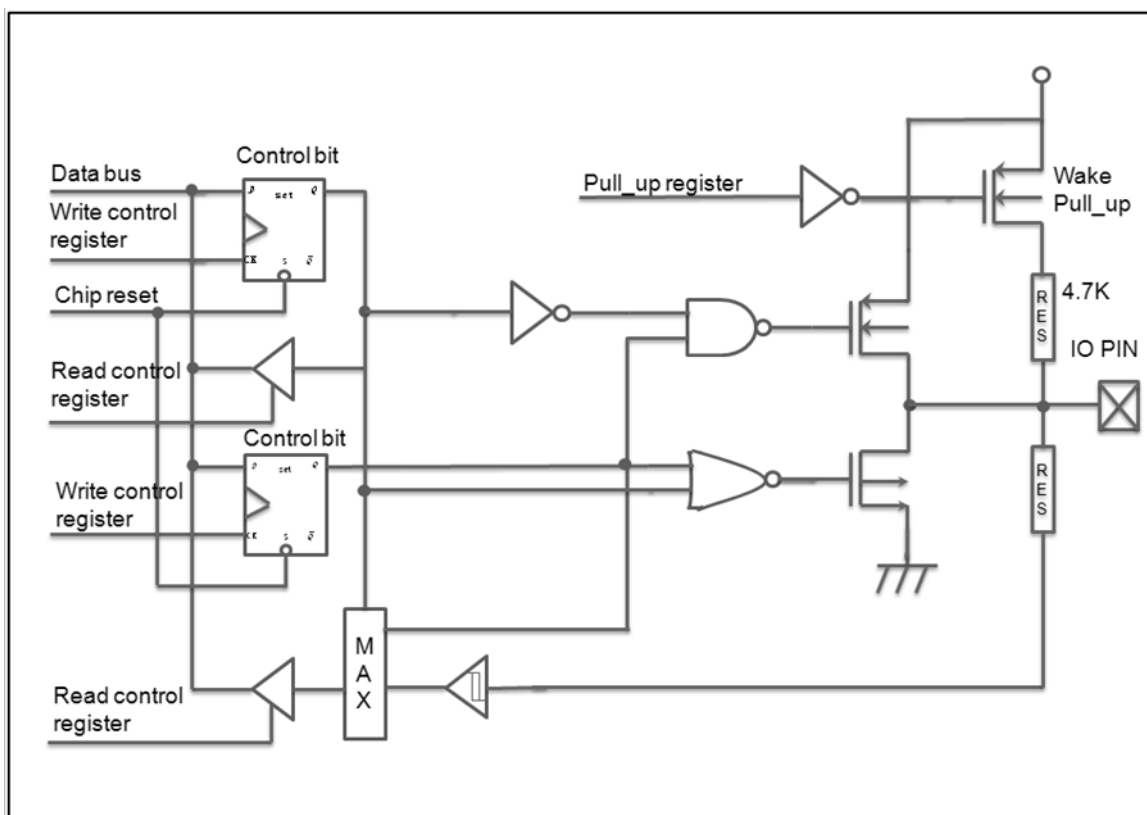 Control bit
Data bus
D set Q
Write control
register
CK S Q̅
Chip reset
Read control
register
Pull_up register
Wake
Pull_up
RES
4.7K
IO PIN
Control bit
D set Q
Write control
register
CK S Q̅
RES
MAX
Read control
register